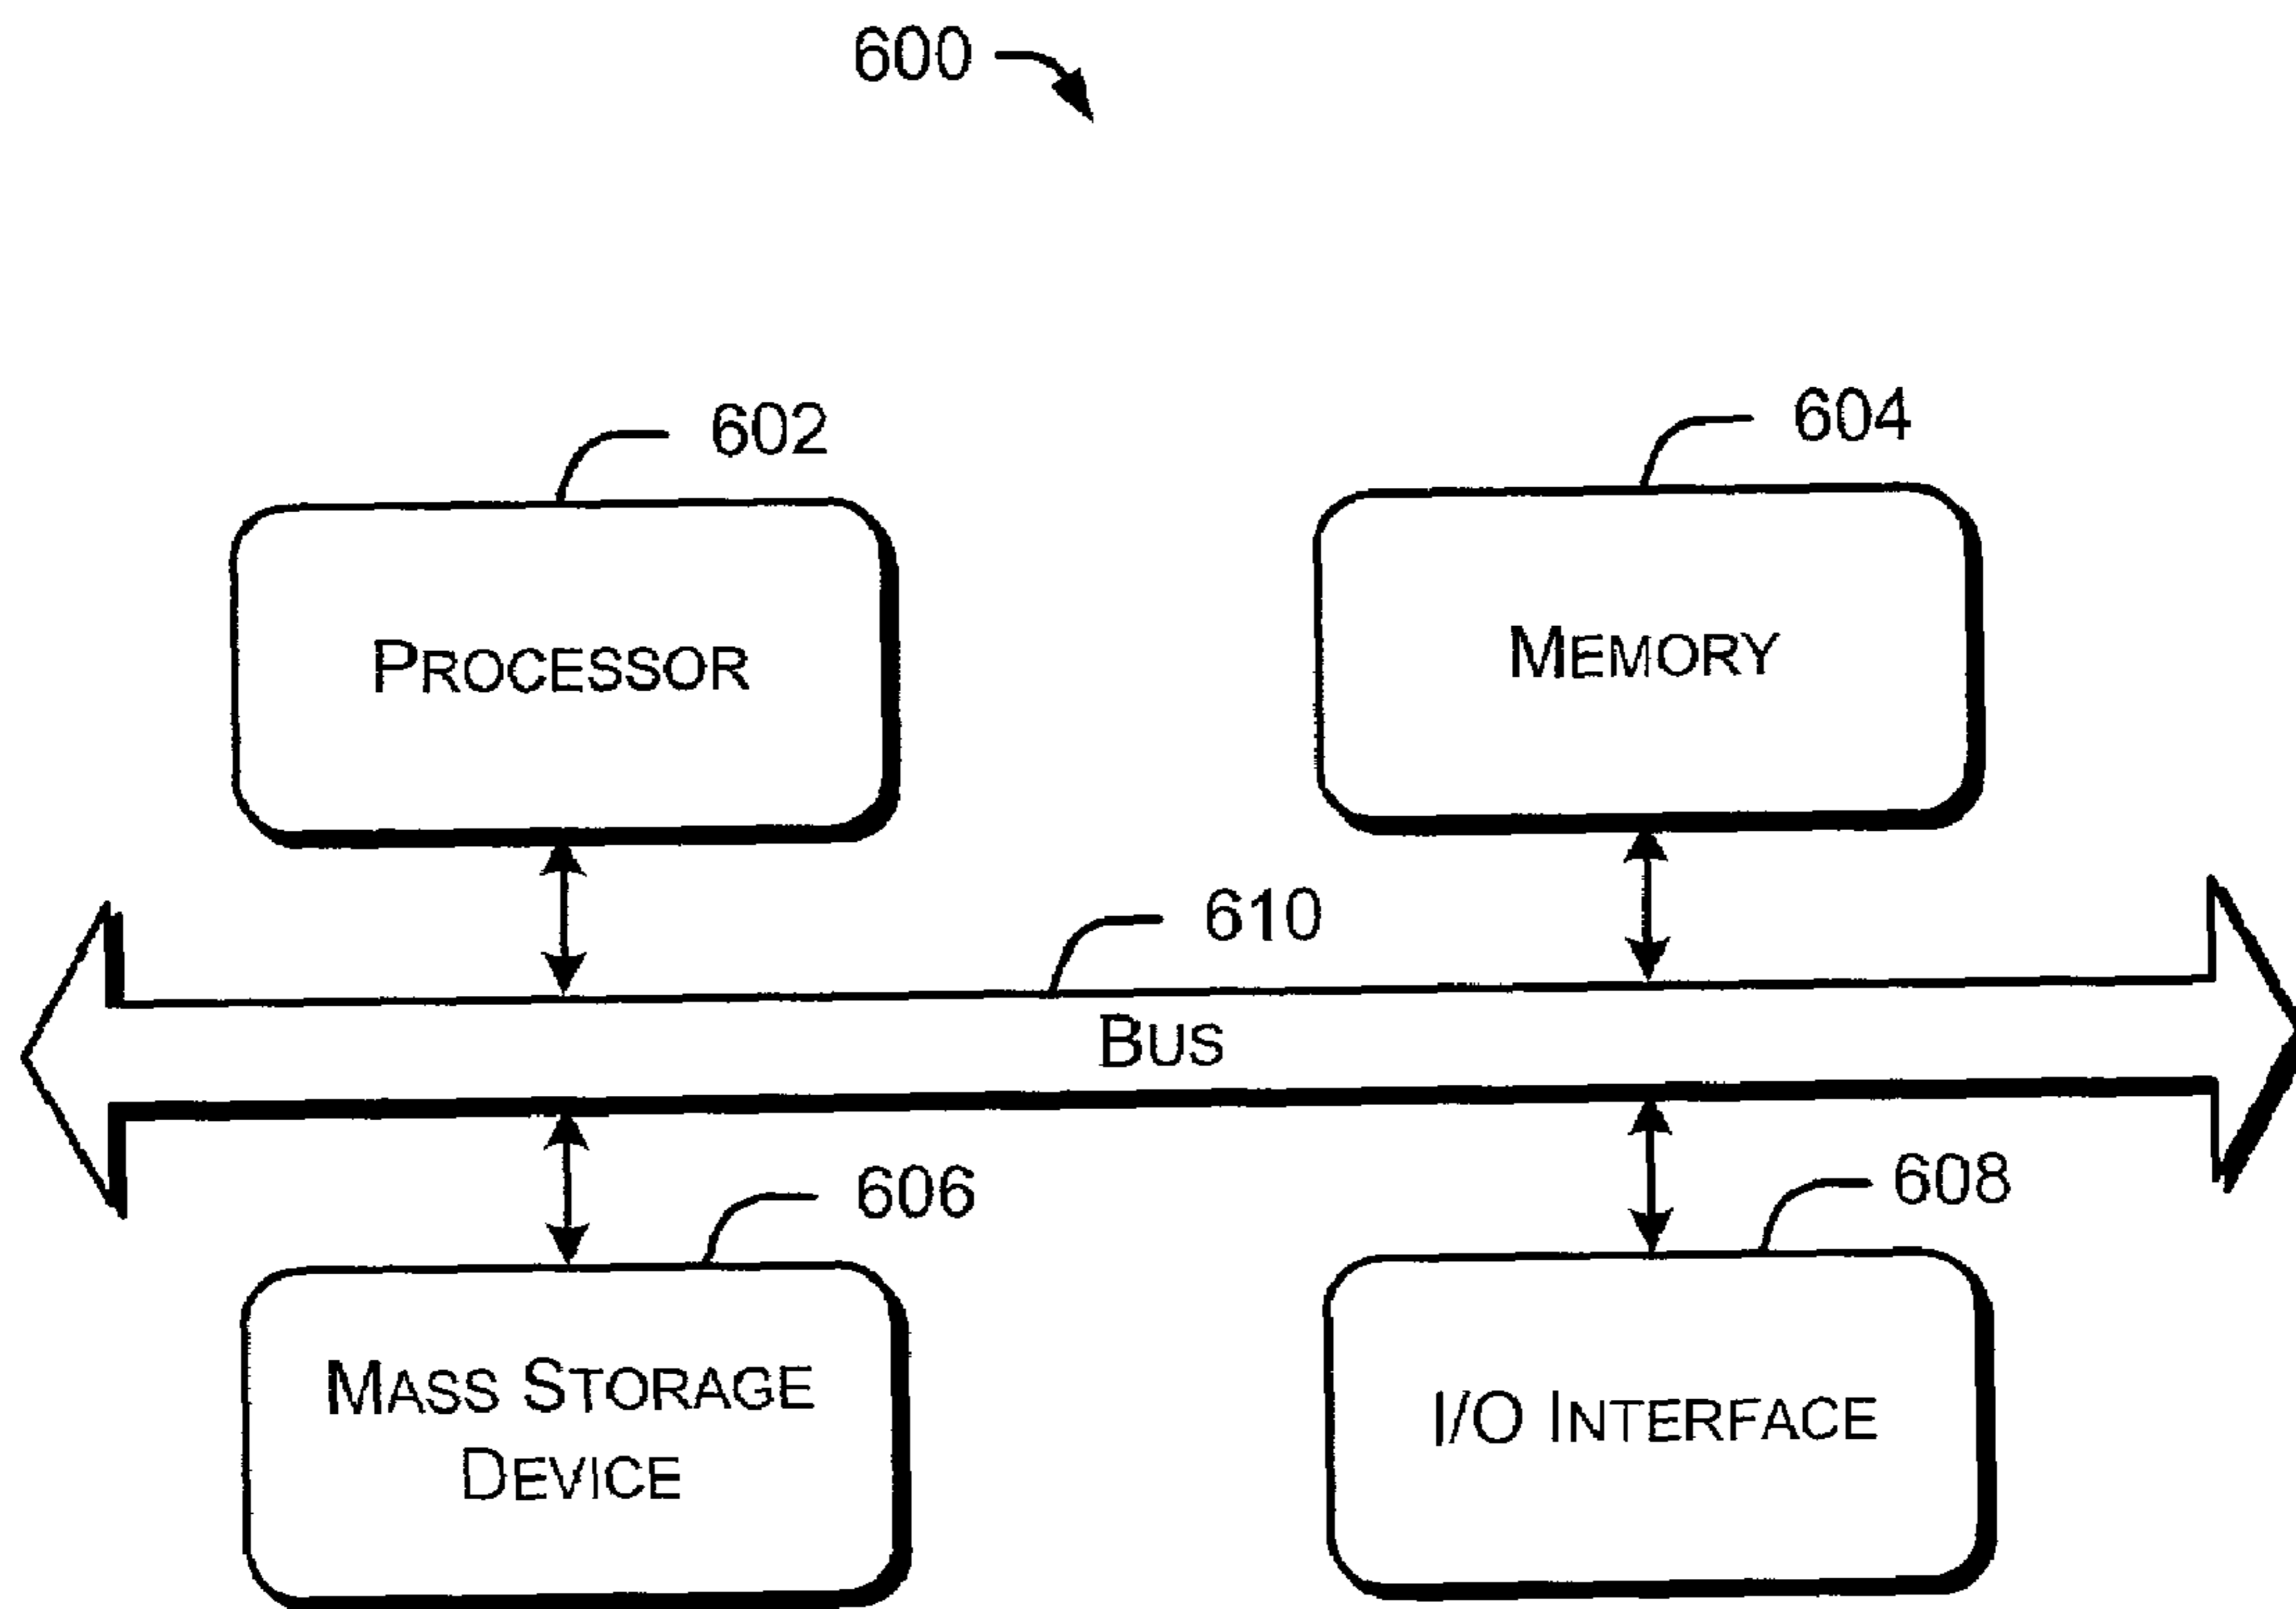 600
602
604
PROCESSOR
MEMORY
610
BUS
606
608
MASS STORAGE
DEVICE
I/O INTERFACE